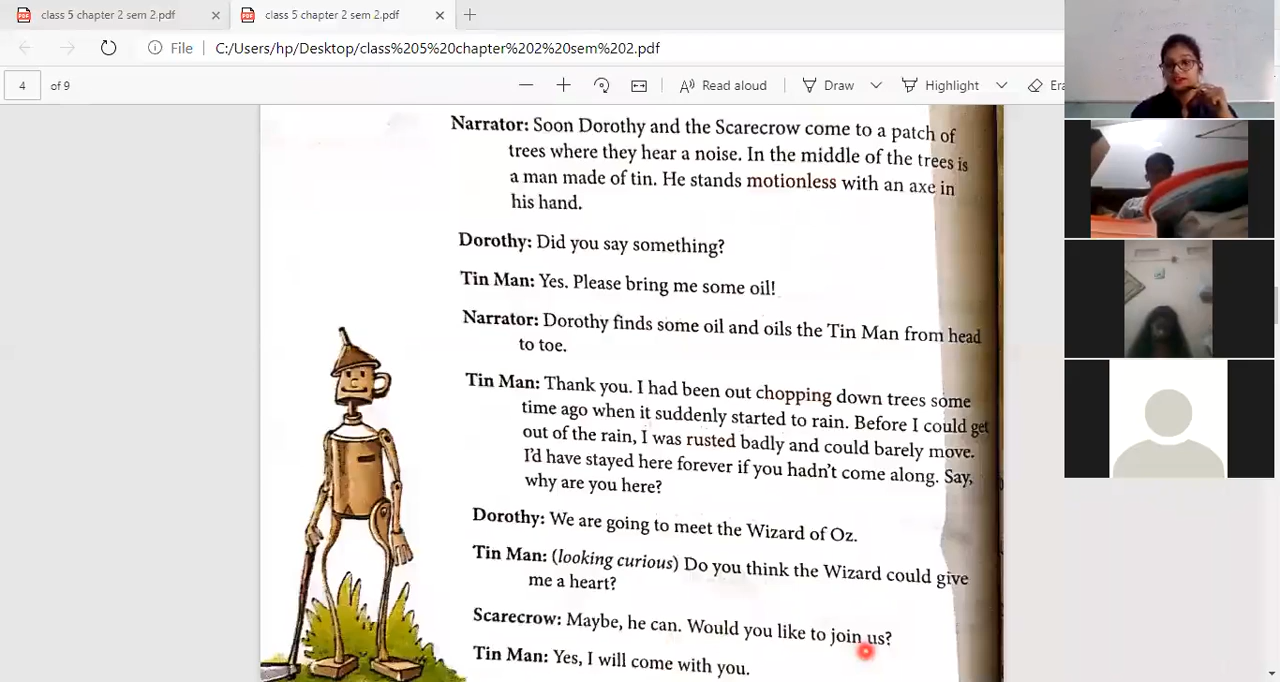 class 5 chapter 2 sem 2.pdf
class 5 chapter 2 sem 2.pdf
File
C:/Users/hp/Desktop/class%205%20chapter%202%20sem%202.pdf
4 of 9
Read aloud
Draw
Highlight
Era
Narrator: Soon Dorothy and the Scarecrow come to a patch of
trees where they hear a noise. In the middle of the trees is
a man made of tin. He stands motionless with an axe in
his hand.
Dorothy: Did you say something?
Tin Man: Yes. Please bring me some oil!
Narrator: Dorothy finds some oil and oils the Tin Man from head
to toe.
Tin Man: Thank you. I had been out chopping down trees some
time ago when it suddenly started to rain. Before I could get
out of the rain, I was rusted badly and could barely move.
I'd have stayed here forever if you hadn't come along. Say,
why are you here?
Dorothy: We are going to meet the Wizard of Oz.
Tin Man: (looking curious) Do you think the Wizard could give
me a heart?
Scarecrow: Maybe, he can. Would you like to join us?
Tin Man: Yes, I will come with you.